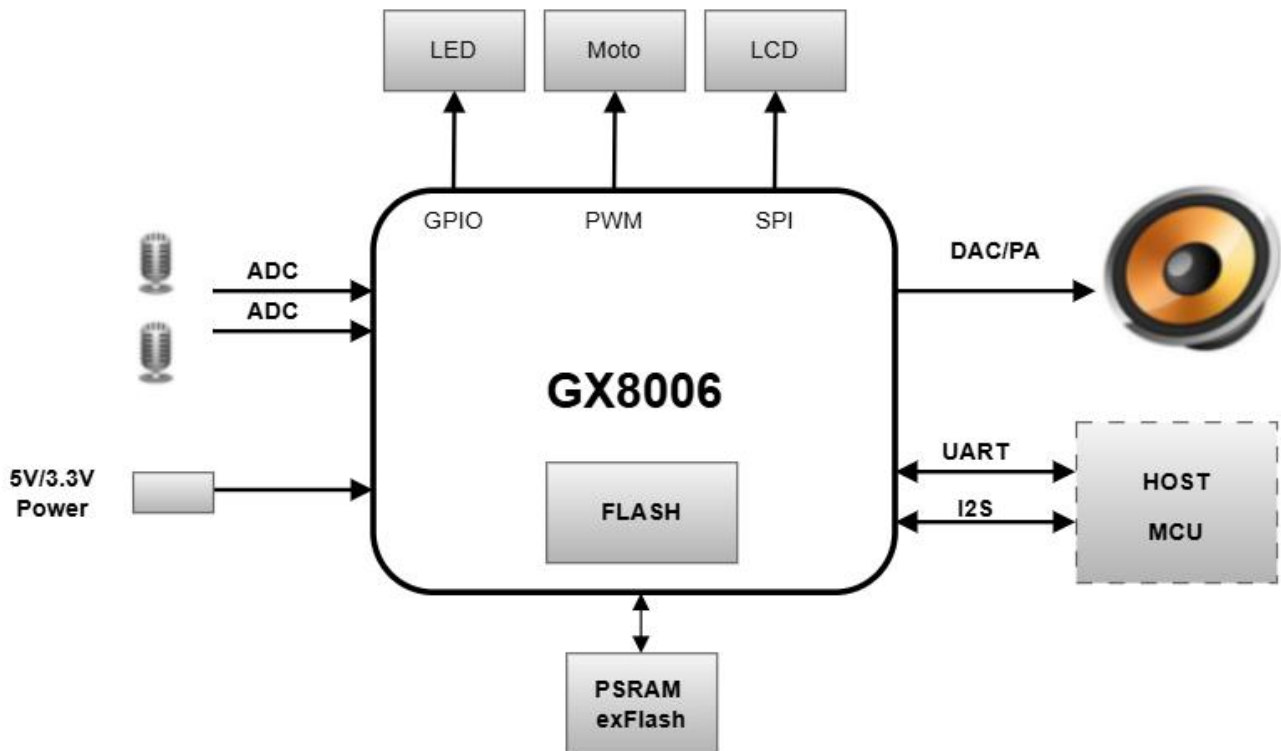 LED
Moto
LCD
GPIO
PWM
SPI
ADC
ADC
DAC/PA
GX8006
5V/3.3V
Power
FLASH
UART
I2S
HOST
MCU
PSRAM
exFlash